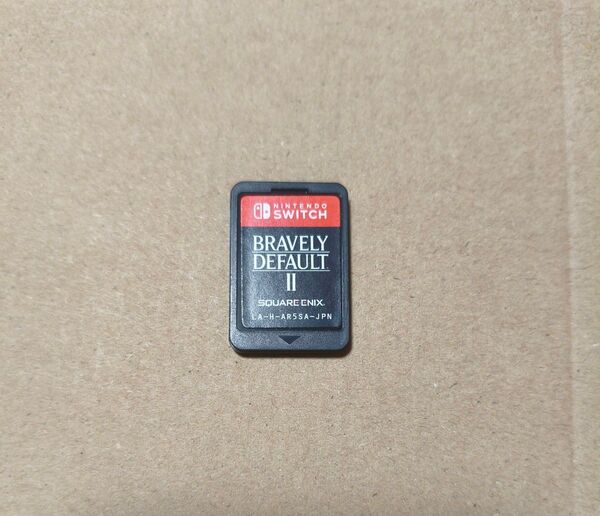 NINTENDO
SWITCH
BRAVELY
DEFAULT
II
SQUARE ENIX.
LA-H-AR5SA-JPN